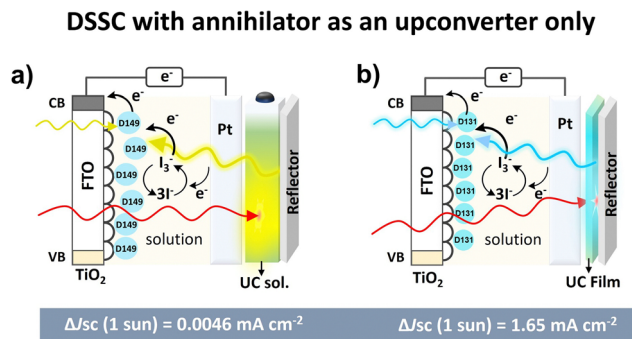 DSSC with annihilator as an upconverter only
a)
e⁻
CB
e⁻
D149
e⁻
D149
Pt
FTO
I₃⁻
D149
3I⁻
e⁻
D149
D149
solution
D149
VB
TiO₂
Reflector
UC sol.
ΔJsc (1 sun) = 0.0046 mA cm⁻²
b)
e⁻
CB
e⁻
D131
e⁻
D131
Pt
FTO
I₃⁻
D131
3I⁻
e⁻
D131
D131
solution
D131
VB
TiO₂
Reflector
UC Film
ΔJsc (1 sun) = 1.65 mA cm⁻²